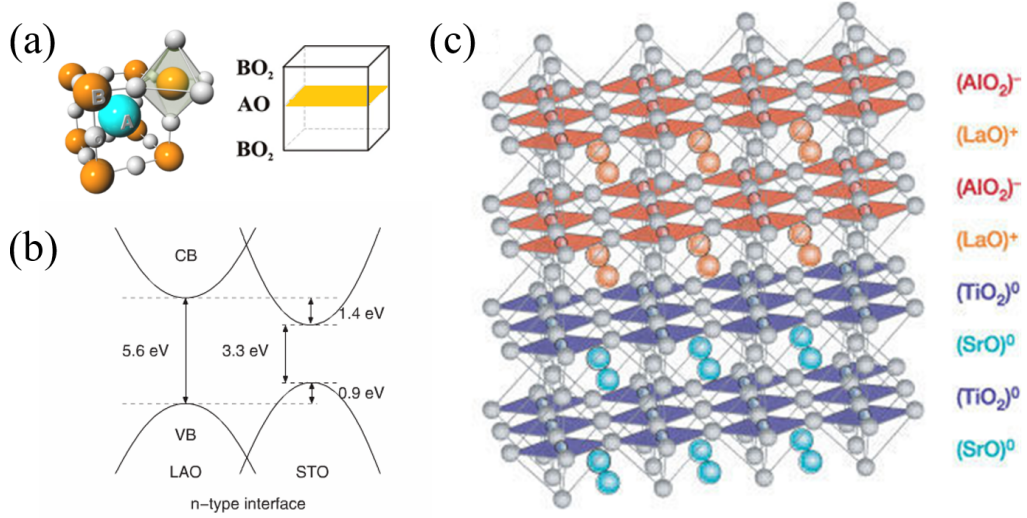 (a)
B
A
BO₂
AO
BO₂
(b)
CB
1.4 eV
5.6 eV
3.3 eV
0.9 eV
VB
LAO
STO
n−type interface
(c)
(AlO₂)⁻
(LaO)⁺
(AlO₂)⁻
(LaO)⁺
(TiO₂)⁰
(SrO)⁰
(TiO₂)⁰
(SrO)⁰